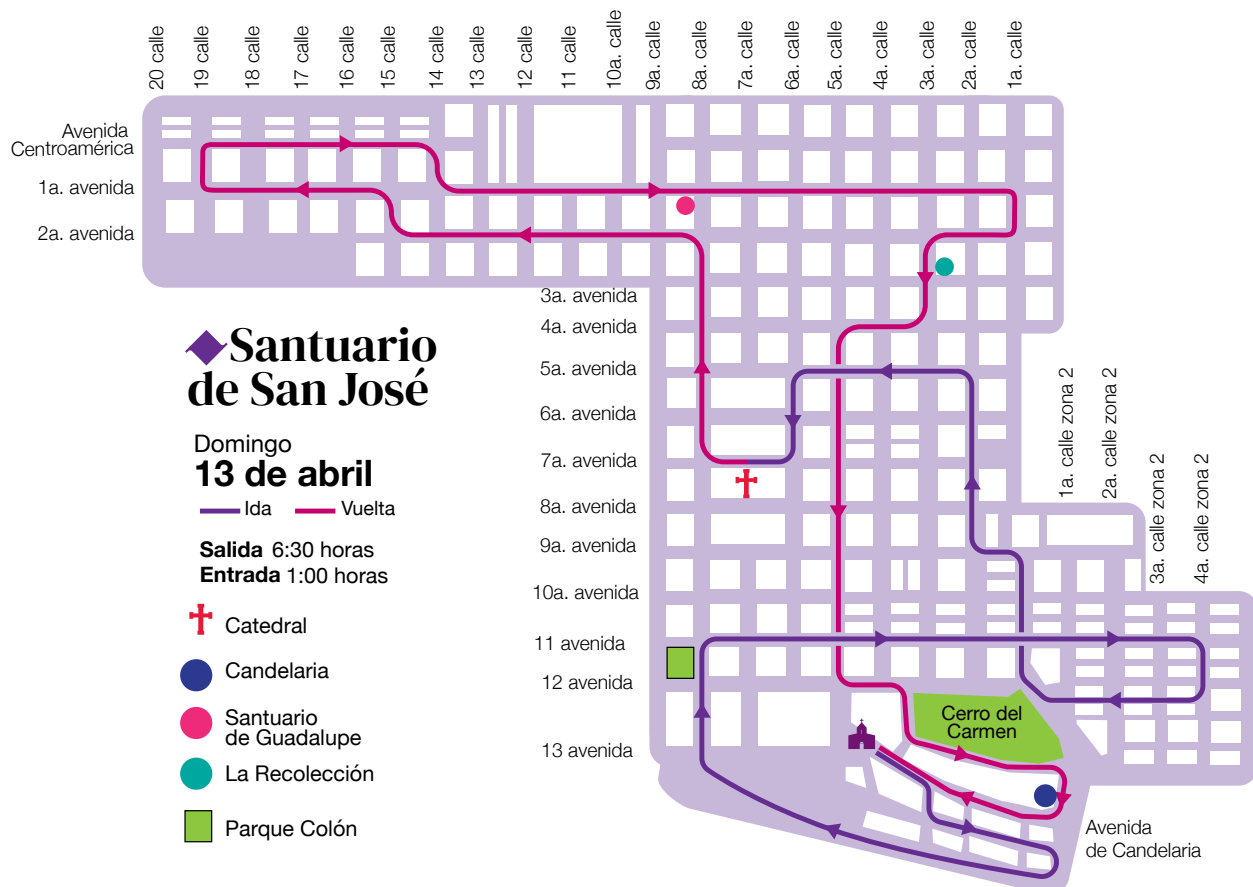 20 calle
19 calle
18 calle
17 calle
16 calle
15 calle
14 calle
13 calle
12 calle
11 calle
10a. calle
9a. calle
8a. calle
7a. calle
6a. calle
5a. calle
4a. calle
3a. calle
2a. calle
1a. calle
Avenida
Centroamérica
1a. avenida
2a. avenida
3a. avenida
4a. avenida
5a. avenida
6a. avenida
7a. avenida
8a. avenida
9a. avenida
10a. avenida
11 avenida
12 avenida
13 avenida
1a. calle zona 2
2a. calle zona 2
3a. calle zona 2
4a. calle zona 2
Santuario
de San José
Domingo
13 de abril
Ida
Vuelta
Salida 6:30 horas
Entrada 1:00 horas
Catedral
Candelaria
Santuario
de Guadalupe
La Recolección
Parque Colón
Cerro del
Carmen
Avenida
de Candelaria